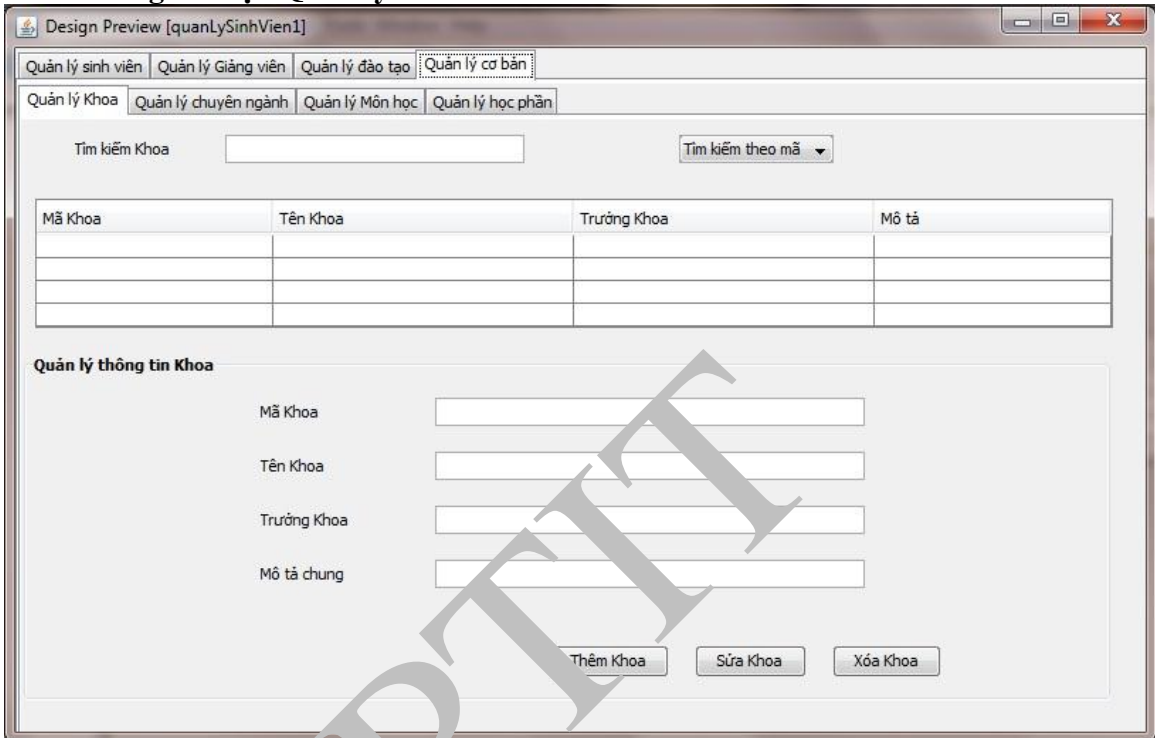 Design Preview [quanLySinhVien1]
Quản lý sinh viên Quản lý Giảng viên Quản lý đào tạo Quản lý cơ bản
Quản lý Khoa Quản lý chuyên ngành Quản lý Môn học Quản lý học phần
Tìm kiếm Khoa Tìm kiếm theo mã
Mã Khoa Tên Khoa Trưởng Khoa Mô tả
Quản lý thông tin Khoa
Mã Khoa
Tên Khoa
Trưởng Khoa
Mô tả chung
Thêm Khoa Sửa Khoa Xóa Khoa
PTIT